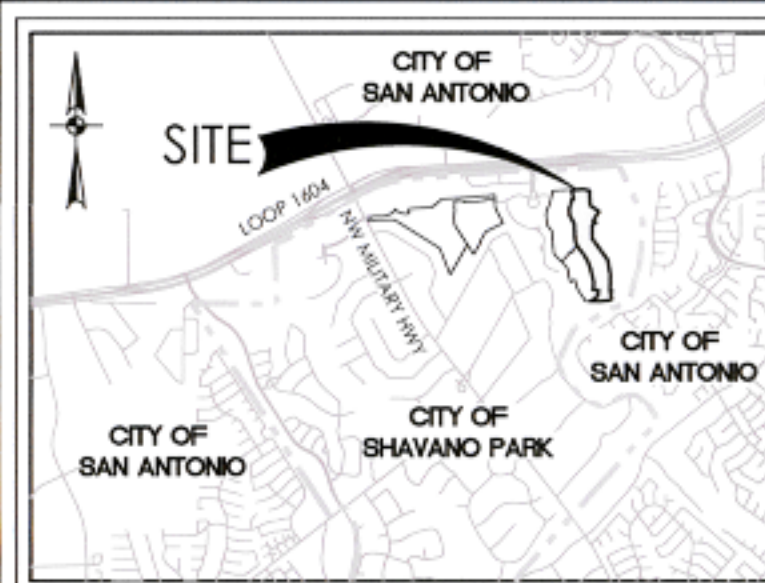 CITY OF
SAN ANTONIO
SITE
LOOP 1604
NW MILITARY HWY
CITY OF
SAN ANTONIO
CITY OF
SHAVANO PARK
CITY OF
SAN ANTONIO